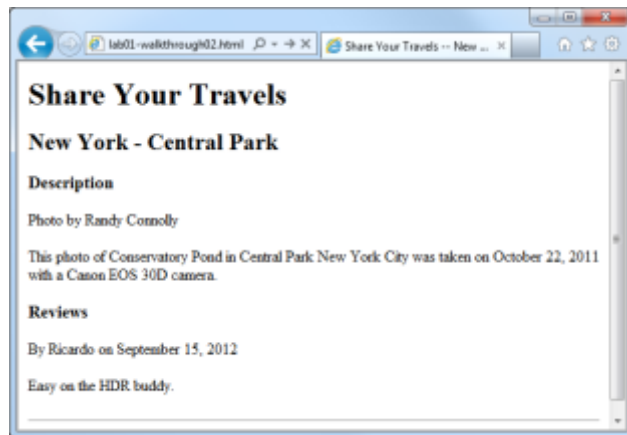 lab01-walkthrough02.html
Share Your Travels -- New ...
Share Your Travels
New York - Central Park
Description
Photo by Randy Connolly
This photo of Conservatory Pond in Central Park New York City was taken on October 22, 2011
with a Canon EOS 30D camera.
Reviews
By Ricardo on September 15, 2012
Easy on the HDR buddy.